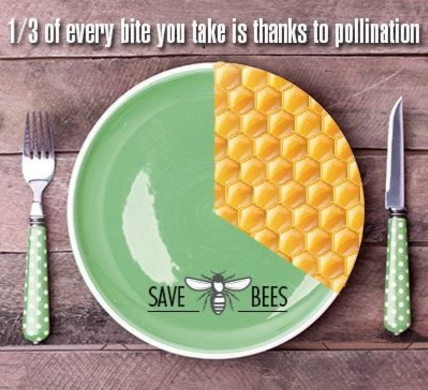 1/3 of every bite you take is thanks to pollination
SAVE BEES